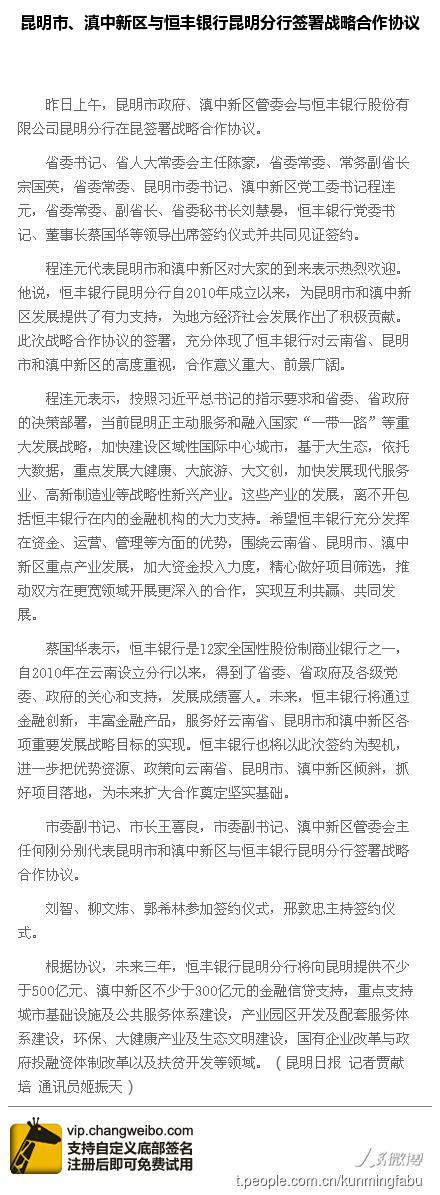 昆明市、滇中新区与恒丰银行昆明分行签署战略合作协议
昨日上午，昆明市政府、滇中新区管委会与恒丰银行股份有
限公司昆明分行在昆签署战略合作协议。
省委书记、省人大常委会主任陈豪，省委常委、常务副省长
宗国英，省委常委、昆明市委书记、滇中新区党工委书记程连
元，省委常委、副省长、省委秘书长刘慧晏，恒丰银行党委书
记、董事长蔡国华等领导出席签约仪式并共同见证签约。
程连元代表昆明市和滇中新区对大家的到来表示热烈欢迎。
他说，恒丰银行昆明分行自2010年成立以来，为昆明市和滇中新
区发展提供了有力支持，为地方经济社会发展作出了积极贡献。
此次战略合作协议的签署，充分体现了恒丰银行对云南省、昆明
市和滇中新区的高度重视，合作意义重大、前景广阔。
程连元表示，按照习近平总书记的指示要求和省委、省政府
的决策部署，当前昆明正主动服务和融入国家“一带一路”等重
大发展战略，加快建设区域性国际中心城市，基于大生态，依托
大数据，重点发展大健康、大旅游、大文创，加快发展现代服务
业、高新制造业等战略性新兴产业。这些产业的发展，离不开包
括恒丰银行在内的金融机构的大力支持。希望恒丰银行充分发挥
在资金、运营、管理等方面的优势，围绕云南省、昆明市、滇中
新区重点产业发展，加大资金投入力度，精心做好项目筛选，推
动双方在更宽领域开展更深入的合作，实现互利共赢、共同发
展。
蔡国华表示，恒丰银行是12家全国性股份制商业银行之一，
自2010年在云南设立分行以来，得到了省委、省政府及各级党
委、政府的关心和支持，发展成绩喜人。未来，恒丰银行将通过
金融创新，丰富金融产品，服务好云南省、昆明市和滇中新区各
项重要发展战略目标的实现。恒丰银行也将以此次签约为契机，
进一步把优势资源、政策向云南省、昆明市、滇中新区倾斜，抓
好项目落地，为未来扩大合作奠定坚实基础。
市委副书记、市长王喜良，市委副书记、滇中新区管委会主
任何刚分别代表昆明市和滇中新区与恒丰银行昆明分行签署战略
合作协议。
刘智、柳文炜、郭希林参加签约仪式，邢敦忠主持签约仪
式。
根据协议，未来三年，恒丰银行昆明分行将向昆明提供不少
于500亿元、滇中新区不少于300亿元的金融信贷支持，重点支持
城市基础设施及公共服务体系建设，产业园区开发及配套服务体
系建设，环保、大健康产业及生态文明建设，国有企业改革与政
府投融资体制改革以及扶贫开发等领域。（昆明日报 记者贾献
培 通讯员姬振天）
vip.changweibo.com
支持自定义底部签名
注册后即可免费试用
人民微博
t.people.com.cn/kunmingfabu